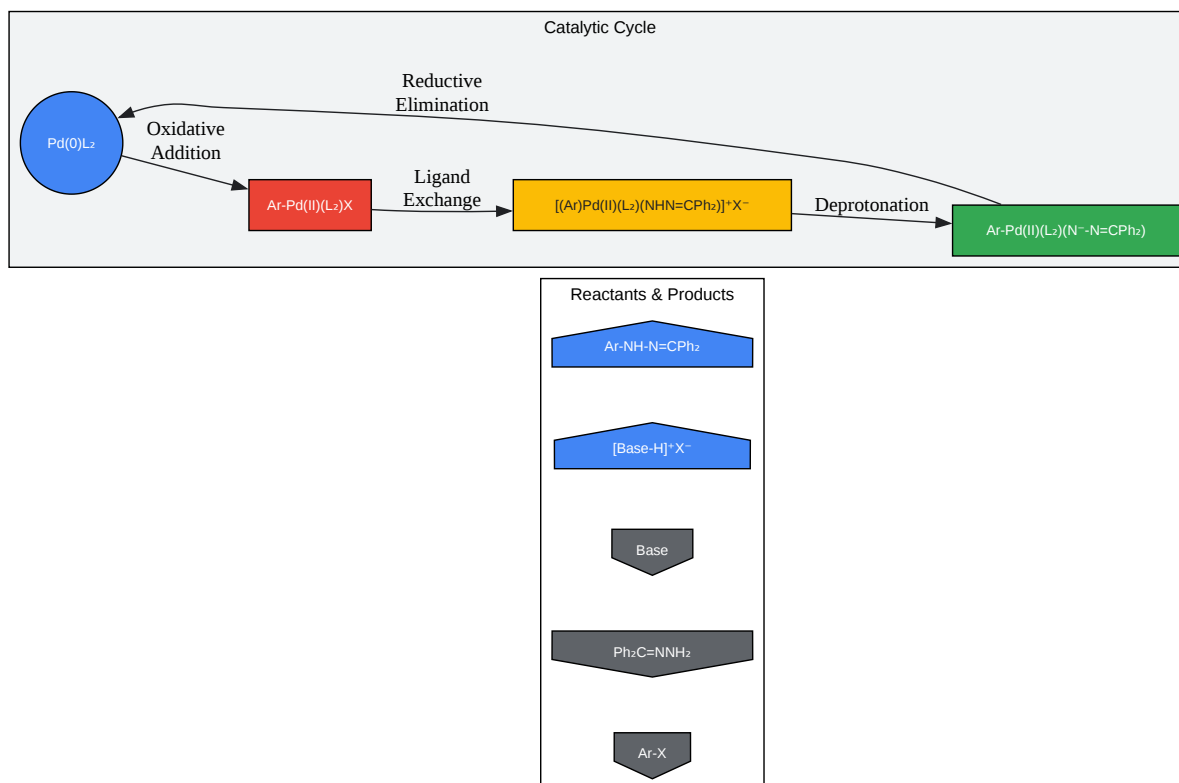 Catalytic Cycle
Reductive
Elimination
Pd(0)L₂
Oxidative
Addition
Ar-Pd(II)(L₂)X
Ligand
Exchange
[(Ar)Pd(II)(L₂)(NHN=CPh₂)]⁺X⁻
Deprotonation
Ar-Pd(II)(L₂)(N⁻-N=CPh₂)
Reactants & Products
Ar-NH-N=CPh₂
[Base-H]⁺X⁻
Base
Ph₂C=NNH₂
Ar-X